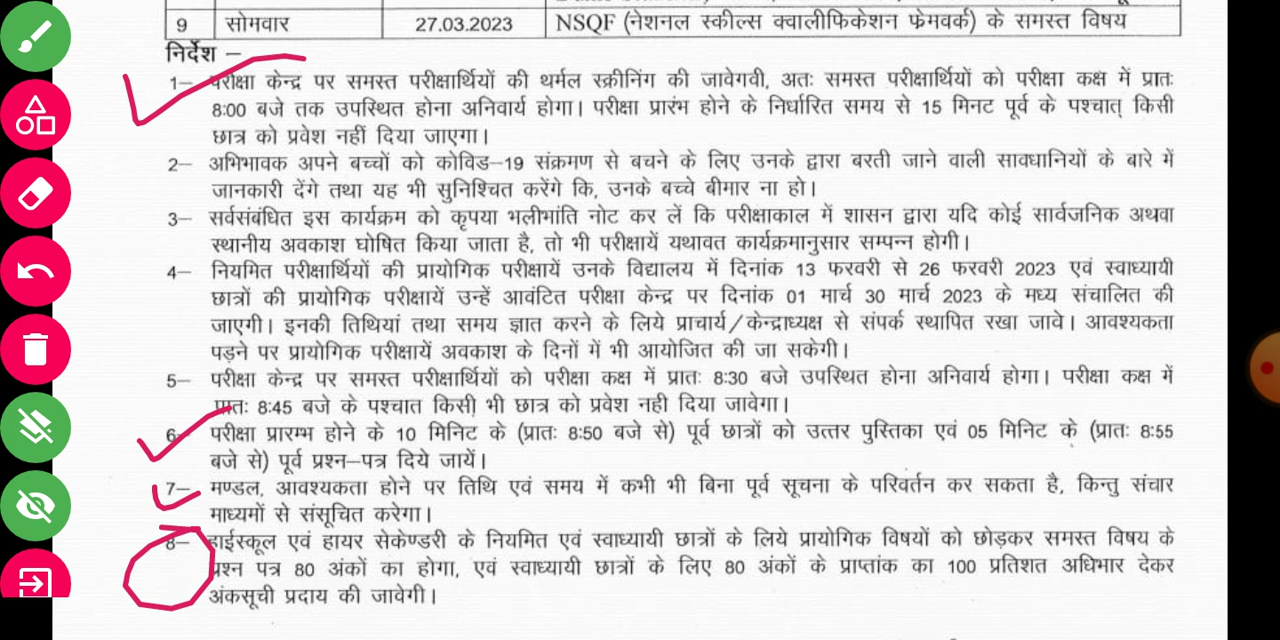 9 सोमवार 27.03.2023 NSQF (नेशनल स्कील्स क्वालीफिकेशन फ्रेमवर्क) के समस्त विषय
निर्देश –
1– परीक्षा केन्द्र पर समस्त परीक्षार्थियों की थर्मल स्क्रीनिंग की जावेगवी, अतः समस्त परीक्षार्थियों को परीक्षा कक्ष में प्रातः
8:00 बजे तक उपस्थित होना अनिवार्य होगा। परीक्षा प्रारंभ होने के निर्धारित समय से 15 मिनट पूर्व के पश्चात् किसी
छात्र को प्रवेश नहीं दिया जाएगा।
2– अभिभावक अपने बच्चों को कोविड–19 संक्रमण से बचने के लिए उनके द्वारा बरती जाने वाली सावधानियों के बारे में
जानकारी देंगे तथा यह भी सुनिश्चित करेंगे कि, उनके बच्चे बीमार ना हो।
3– सर्वसंबंधित इस कार्यक्रम को कृपया भलीभांति नोट कर लें कि परीक्षाकाल में शासन द्वारा यदि कोई सार्वजनिक अथवा
स्थानीय अवकाश घोषित किया जाता है, तो भी परीक्षायें यथावत कार्यक्रमानुसार सम्पन्न होगी।
4– नियमित परीक्षार्थियों की प्रायोगिक परीक्षायें उनके विद्यालय में दिनांक 13 फरवरी से 26 फरवरी 2023 एवं स्वाध्यायी
छात्रों की प्रायोगिक परीक्षायें उन्हें आवंटित परीक्षा केन्द्र पर दिनांक 01 मार्च 30 मार्च 2023 के मध्य संचालित की
जाएगी। इनकी तिथियां तथा समय ज्ञात करने के लिये प्राचार्य/केन्द्राध्यक्ष से संपर्क स्थापित रखा जावे। आवश्यकता
पड़ने पर प्रायोगिक परीक्षायें अवकाश के दिनों में भी आयोजित की जा सकेगी।
5– परीक्षा केन्द्र पर समस्त परीक्षार्थियों को परीक्षा कक्ष में प्रातः 8:30 बजे उपस्थित होना अनिवार्य होगा। परीक्षा कक्ष में
प्रातः 8:45 बजे के पश्चात किसी भी छात्र को प्रवेश नही दिया जावेगा।
6– परीक्षा प्रारम्भ होने के 10 मिनिट के (प्रातः 8:50 बजे से) पूर्व छात्रों को उत्तर पुस्तिका एवं 05 मिनिट के (प्रातः 8:55
बजे से) पूर्व प्रश्न–पत्र दिये जायें।
7– मण्डल, आवश्यकता होने पर तिथि एवं समय में कभी भी बिना पूर्व सूचना के परिवर्तन कर सकता है, किन्तु संचार
माध्यमों से संसूचित करेगा।
8– हाईस्कूल एवं हायर सेकेण्डरी के नियमित एवं स्वाध्यायी छात्रों के लिये प्रायोगिक विषयों को छोड़कर समस्त विषय के
प्रश्न पत्र 80 अंकों का होगा, एवं स्वाध्यायी छात्रों के लिए 80 अंकों के प्राप्तांक का 100 प्रतिशत अधिभार देकर
अंकसूची प्रदाय की जावेगी।